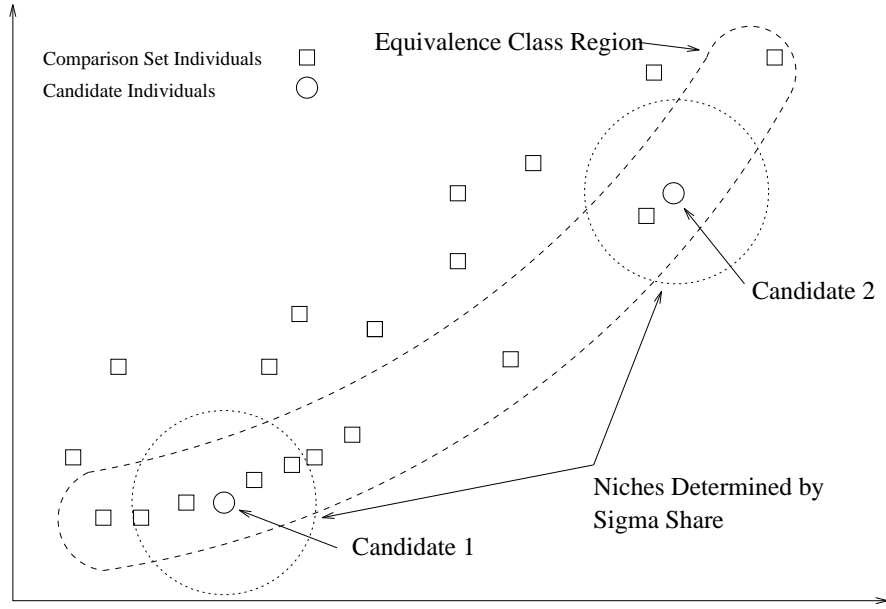 Equivalence Class Region
Comparison Set Individuals
Candidate Individuals
Candidate 2
Niches Determined by
Sigma Share
Candidate 1